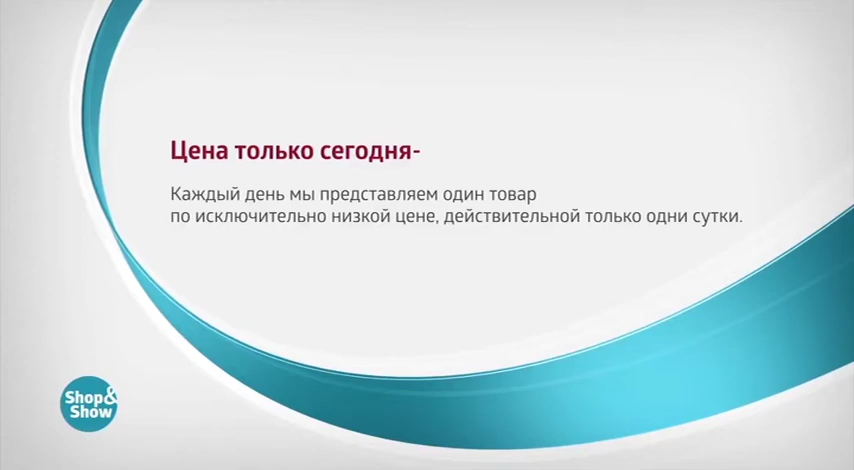 Цена только сегодня-
Каждый день мы представляем один товар
по исключительно низкой цене, действительной только одни сутки.
Shop&
Show